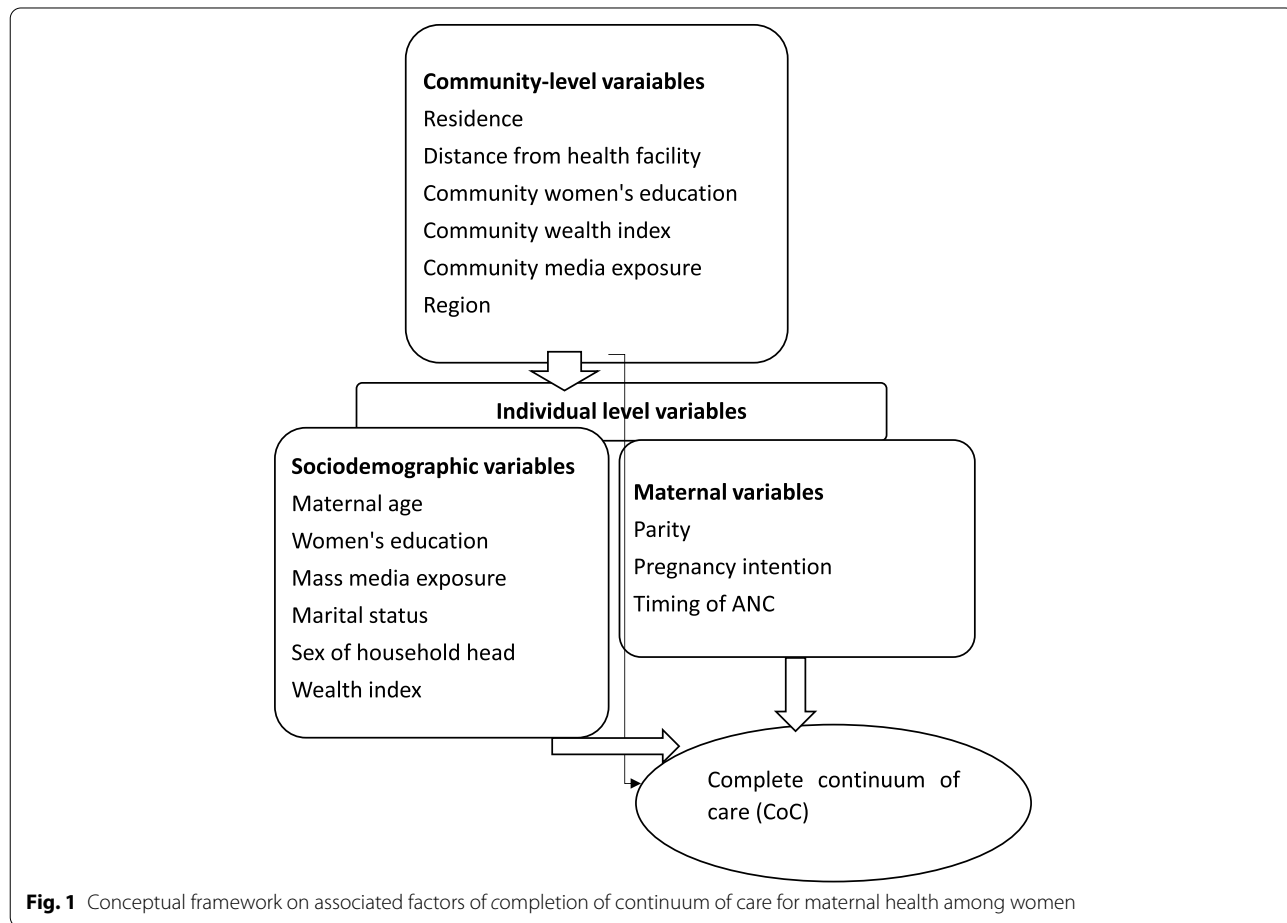 Community-level varaiables
Residence
Distance from health facility
Community women's education
Community wealth index
Community media exposure
Region
Individual level variables
Sociodemographic variables
Maternal age
Women's education
Mass media exposure
Marital status
Sex of household head
Wealth index
Maternal variables
Parity
Pregnancy intention
Timing of ANC
Complete continuum of
care (CoC)
Fig. 1 Conceptual framework on associated factors of completion of continuum of care for maternal health among women